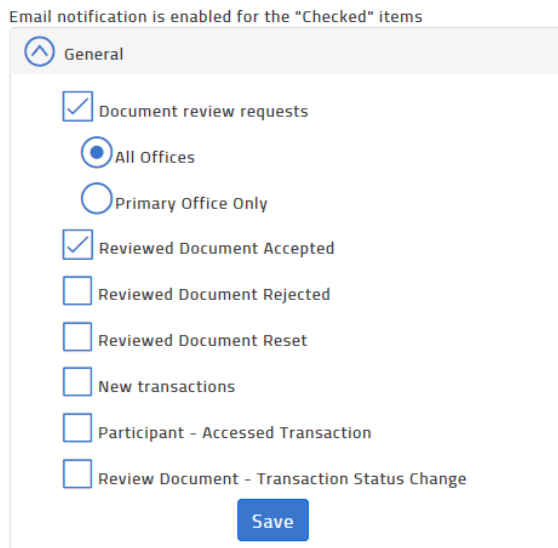 Email notification is enabled for the "Checked" items
General
Document review requests
All Offices
Primary Office Only
Reviewed Document Accepted
Reviewed Document Rejected
Reviewed Document Reset
New transactions
Participant - Accessed Transaction
Review Document - Transaction Status Change
Save